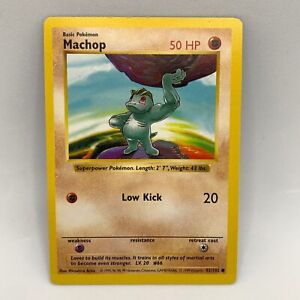 Basic Pokémon
Machop
50 HP
Superpower Pokémon. Length: 2' 7", Weight: 43 lbs.
Low Kick
20
weakness
resistance
retreat cost
Loves to build its muscles. It trains in all styles of martial arts
to become even stronger. LV. 20 #66
52/102